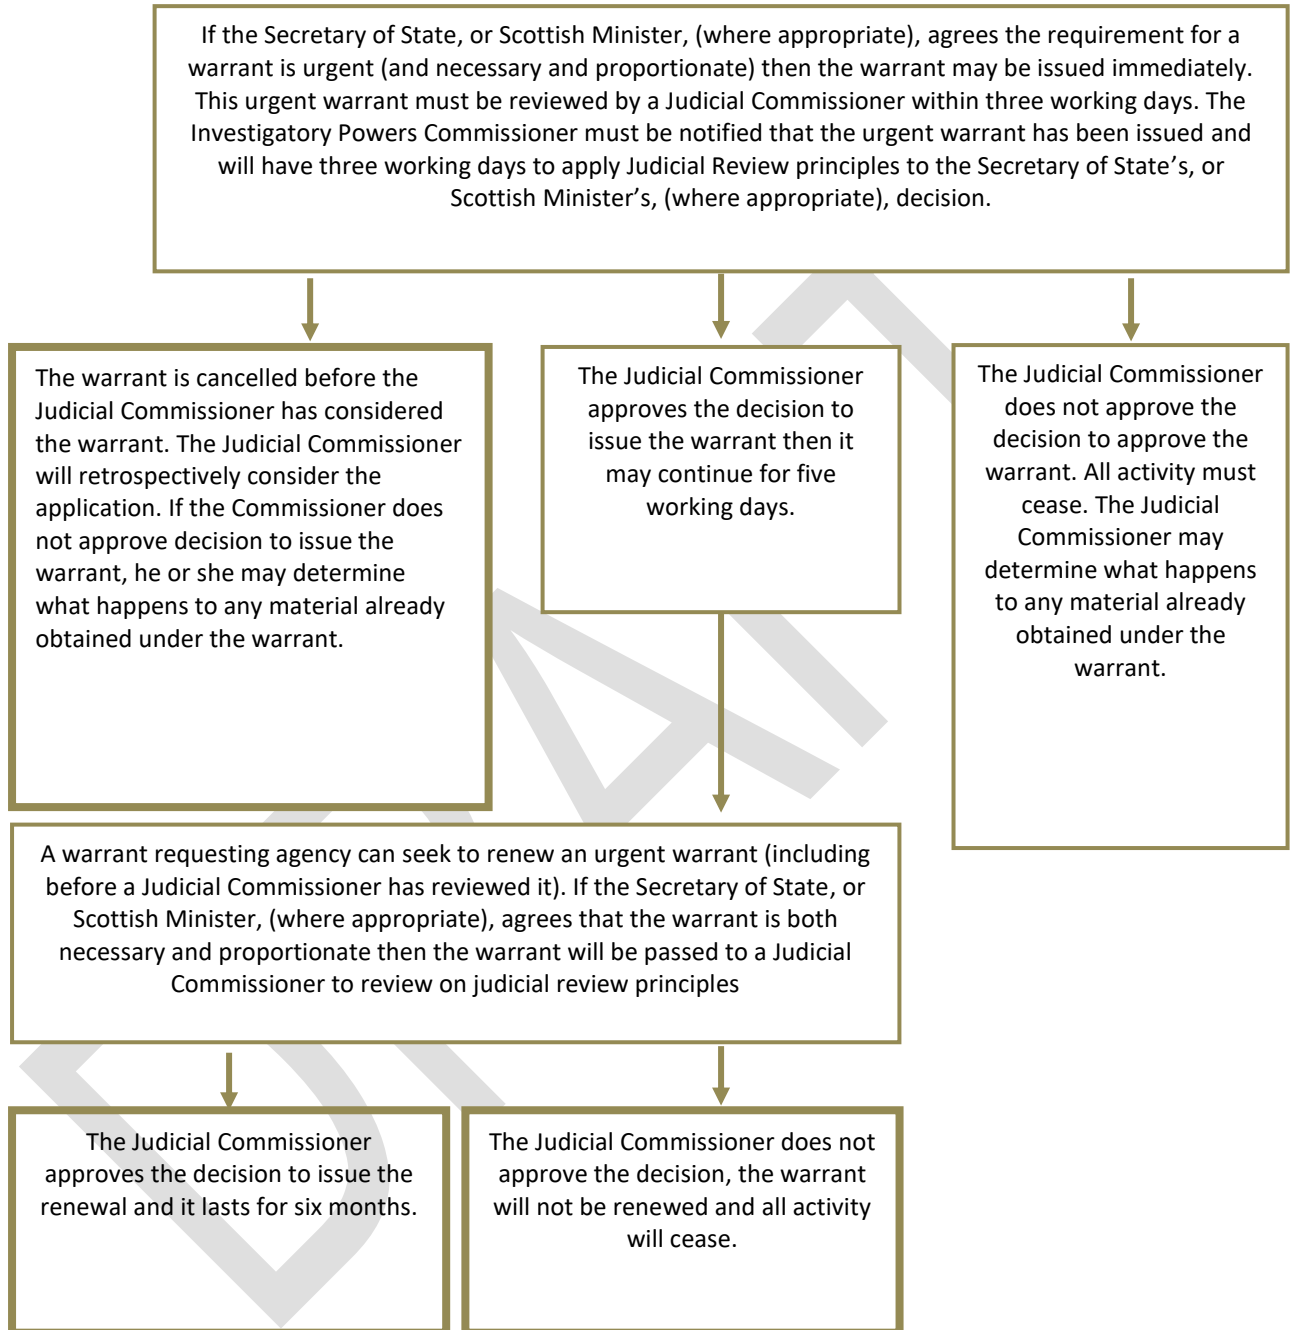 If the Secretary of State, or Scottish Minister, (where appropriate), agrees the requirement for a
warrant is urgent (and necessary and proportionate) then the warrant may be issued immediately.
This urgent warrant must be reviewed by a Judicial Commissioner within three working days. The
Investigatory Powers Commissioner must be notified that the urgent warrant has been issued and
will have three working days to apply Judicial Review principles to the Secretary of State’s, or
Scottish Minister’s, (where appropriate), decision.
The warrant is cancelled before the
Judicial Commissioner has considered
the warrant. The Judicial Commissioner
will retrospectively consider the
application. If the Commissioner does
not approve decision to issue the
warrant, he or she may determine
what happens to any material already
obtained under the warrant.
The Judicial Commissioner
approves the decision to
issue the warrant then it
may continue for five
working days.
The Judicial Commissioner
does not approve the
decision to approve the
warrant. All activity must
cease. The Judicial
Commissioner may
determine what happens
to any material already
obtained under the
warrant.
A warrant requesting agency can seek to renew an urgent warrant (including
before a Judicial Commissioner has reviewed it). If the Secretary of State, or
Scottish Minister, (where appropriate), agrees that the warrant is both
necessary and proportionate then the warrant will be passed to a Judicial
Commissioner to review on judicial review principles
The Judicial Commissioner
approves the decision to issue the
renewal and it lasts for six months.
The Judicial Commissioner does not
approve the decision, the warrant
will not be renewed and all activity
will cease.
DRAFT